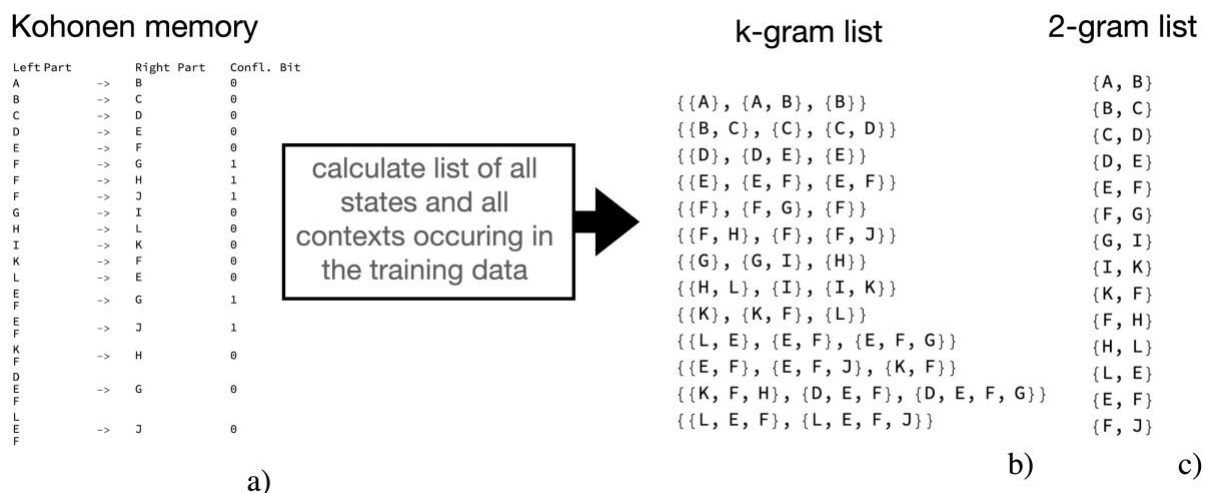 Kohonen memory
Left Part Right Part Confl. Bit
A -> B 0
B -> C 0
C -> D 0
D -> E 0
E -> F 0
F -> G 1
F -> H 1
F -> J 1
G -> I 0
H -> L 0
I -> K 0
K -> F 0
L -> E 0
E
F -> G 1
E
F -> J 1
K
F -> H 0
D
E -> G 0
F
L
E -> J 0
F
a)
calculate list of all
states and all
contexts occuring in
the training data
k-gram list
{{A}, {A, B}, {B}}
{{B, C}, {C}, {C, D}}
{{D}, {D, E}, {E}}
{{E}, {E, F}, {E, F}}
{{F}, {F, G}, {F}}
{{F, H}, {F}, {F, J}}
{{G}, {G, I}, {H}}
{{H, L}, {I}, {I, K}}
{{K}, {K, F}, {L}}
{{L, E}, {E, F}, {E, F, G}}
{{E, F}, {E, F, J}, {K, F}}
{{K, F, H}, {D, E, F}, {D, E, F, G}}
{{L, E, F}, {L, E, F, J}}
b)
2-gram list
{A, B}
{B, C}
{C, D}
{D, E}
{E, F}
{F, G}
{G, I}
{I, K}
{K, F}
{F, H}
{H, L}
{L, E}
{E, F}
{F, J}
c)